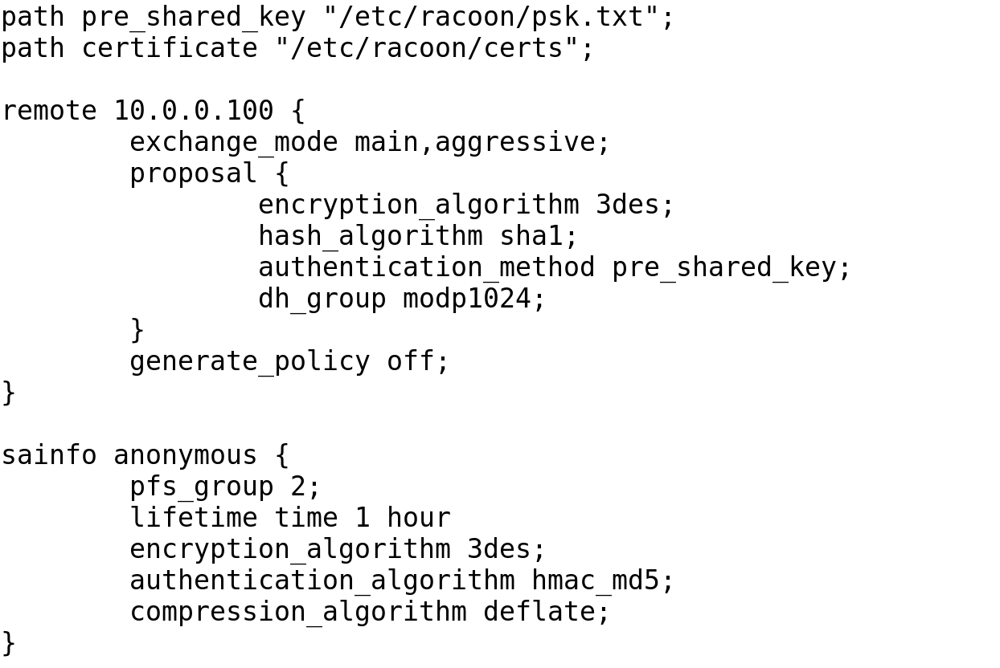 path pre_shared_key "/etc/racoon/psk.txt";
path certificate "/etc/racoon/certs";

remote 10.0.0.100 {
        exchange_mode main,aggressive;
        proposal {
                encryption_algorithm 3des;
                hash_algorithm sha1;
                authentication_method pre_shared_key;
                dh_group modp1024;
        }
        generate_policy off;
}

sainfo anonymous {
        pfs_group 2;
        lifetime time 1 hour
        encryption_algorithm 3des;
        authentication_algorithm hmac_md5;
        compression_algorithm deflate;
}